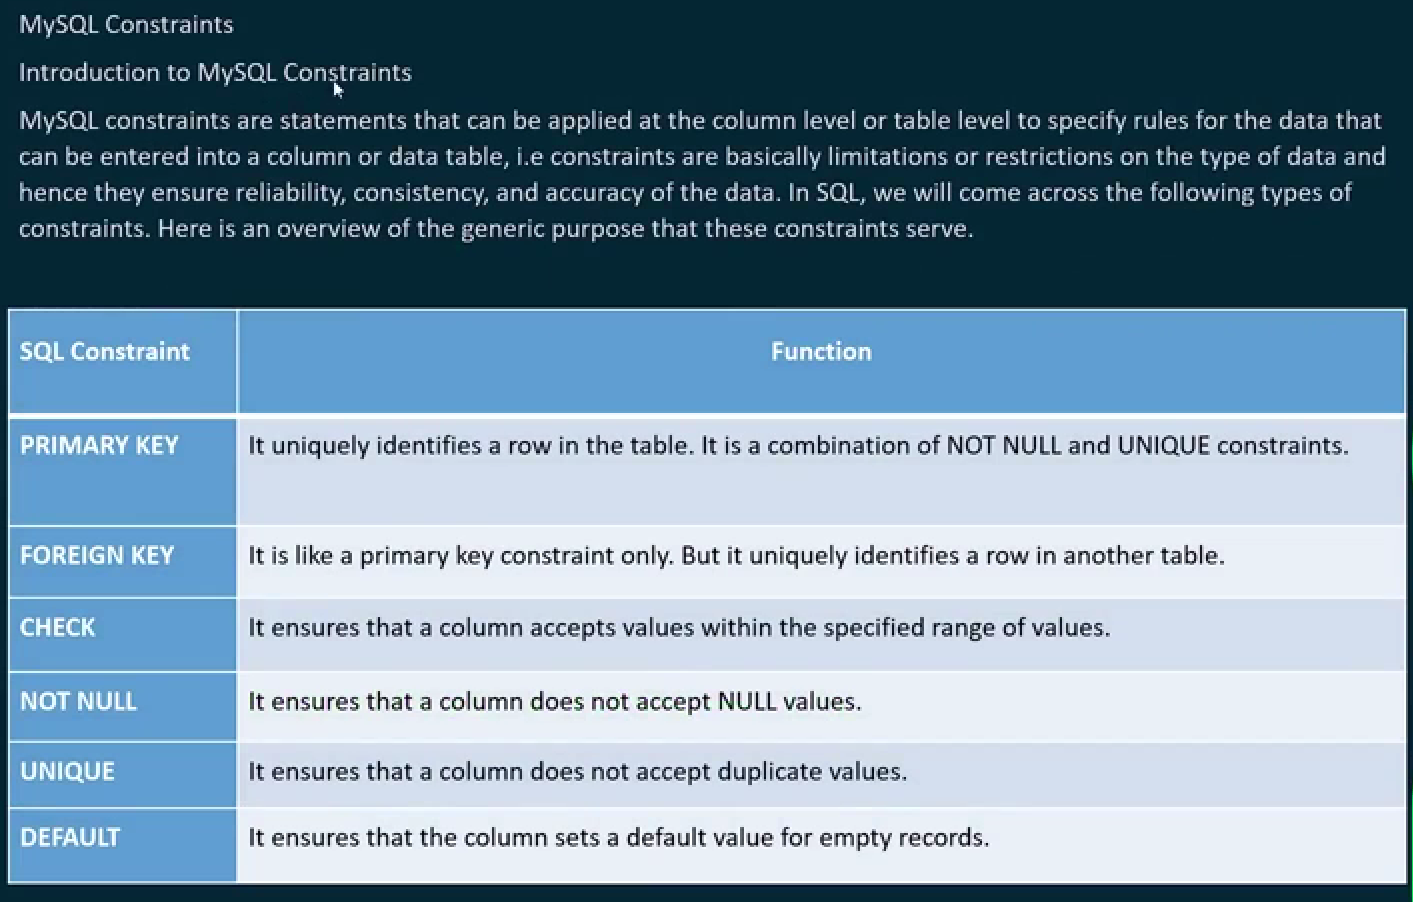 MySQL Constraints
Introduction to MySQL Constraints
MySQL constraints are statements that can be applied at the column level or table level to specify rules for the data that
can be entered into a column or data table, i.e constraints are basically limitations or restrictions on the type of data and
hence they ensure reliability, consistency, and accuracy of the data. In SQL, we will come across the following types of
constraints. Here is an overview of the generic purpose that these constraints serve.
SQL Constraint Function
PRIMARY KEY It uniquely identifies a row in the table. It is a combination of NOT NULL and UNIQUE constraints.
FOREIGN KEY It is like a primary key constraint only. But it uniquely identifies a row in another table.
CHECK It ensures that a column accepts values within the specified range of values.
NOT NULL It ensures that a column does not accept NULL values.
UNIQUE It ensures that a column does not accept duplicate values.
DEFAULT It ensures that the column sets a default value for empty records.